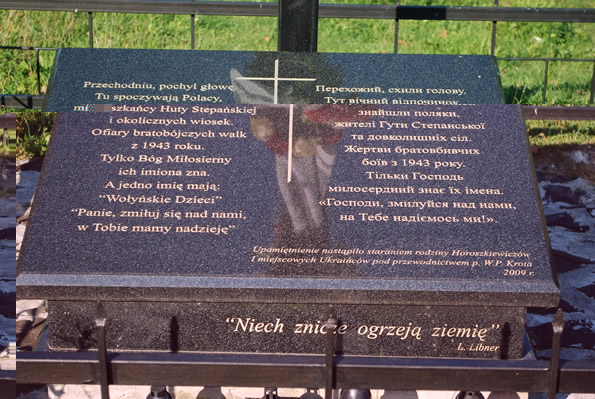 Przechodniu, pochyl głowę
Tu spoczywają Polacy,
Huty Stepańskiej
i okolicznych wiosek.
Ofiary bratobójczych walk
z 1943 roku.
Tylko Bóg Miłosierny
ich imiona zna.
A jedno imię mają:
"Wołyńskie Dzieci"
"Panie, zmiłuj się nad nami,
w Tobie mamy nadzieję"
Перехожий, схили голову,
Тут вічний відпочинок
знайшли поляки,
жителі Гути Степанської
та довколишніх сіл.
Жертви братовбивчих
боїв з 1943 року.
Тільки Господь
милосердний знає їх імена.
«Господи, змилуйся над нами,
на Тебе надіємось ми!».
Upamiętnienie nastąpiło staraniem rodziny Horoszkiewiczów
I miejscowych Ukraińców pod przewodnictwem p. W.P. Krota
2009 r.
"Niech znicze ogrzeją ziemię"
L. Libner